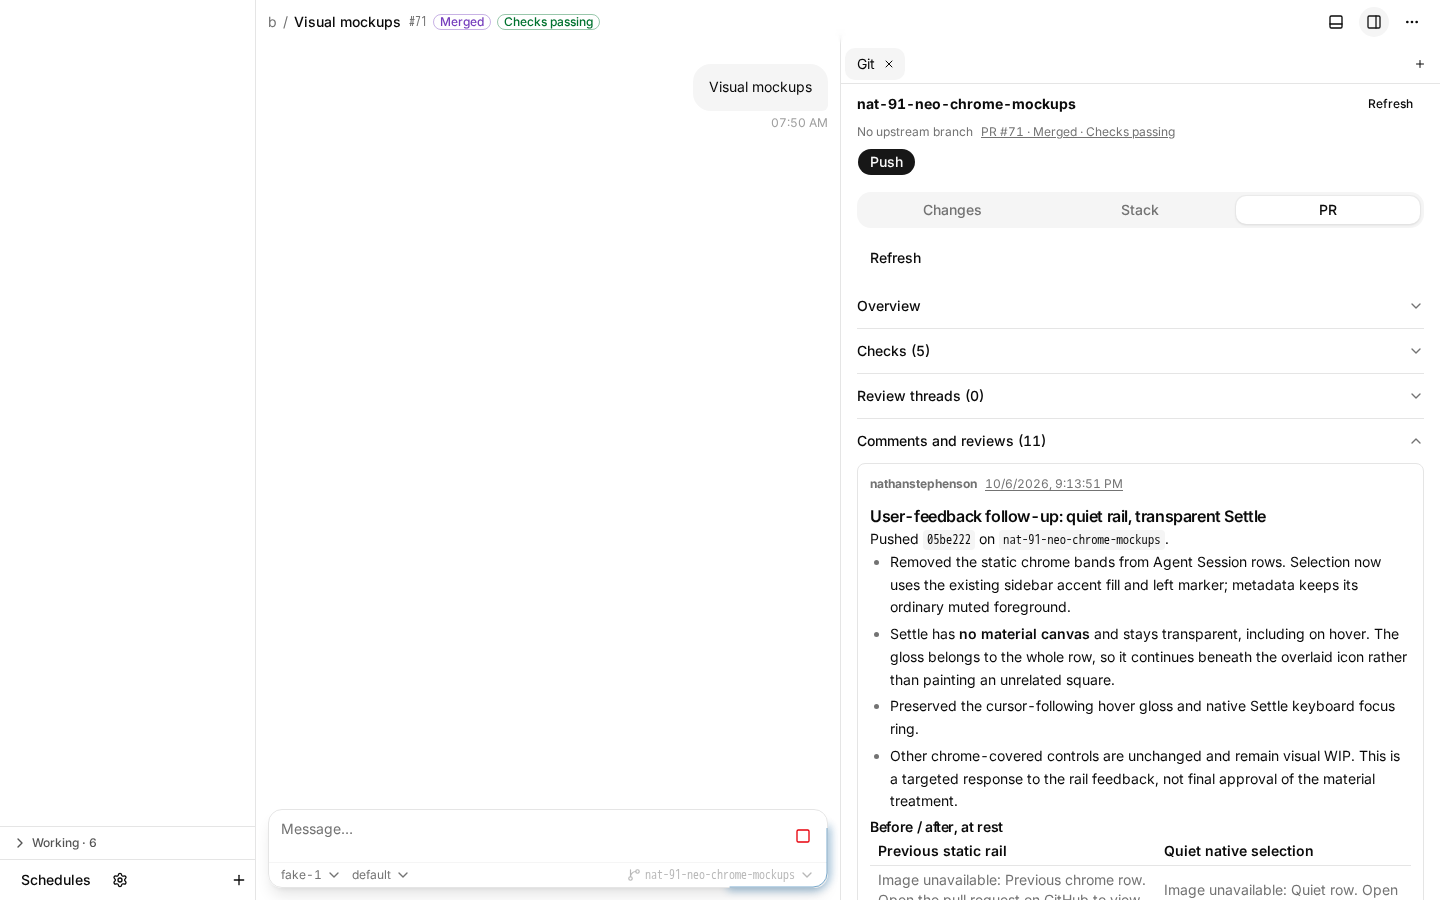 b / Visual mockups #71 Merged Checks passing
Visual mockups
07:50 AM
Working · 6
Schedules
Message...
fake-1 default nat-91-neo-chrome-mockups
Git
nat-91-neo-chrome-mockups Refresh
No upstream branch PR #71 · Merged · Checks passing
Push
Changes Stack PR
Refresh
Overview
Checks (5)
Review threads (0)
Comments and reviews (11)
nathanstephenson 10/6/2026, 9:13:51 PM
User-feedback follow-up: quiet rail, transparent Settle
Pushed 05be222 on nat-91-neo-chrome-mockups.
Removed the static chrome bands from Agent Session rows. Selection now
uses the existing sidebar accent fill and left marker; metadata keeps its
ordinary muted foreground.
Settle has no material canvas and stays transparent, including on hover. The
gloss belongs to the whole row, so it continues beneath the overlaid icon rather
than painting an unrelated square.
Preserved the cursor-following hover gloss and native Settle keyboard focus
ring.
Other chrome-covered controls are unchanged and remain visual WIP. This is
a targeted response to the rail feedback, not final approval of the material
treatment.
Before / after, at rest
Previous static rail Quiet native selection
Image unavailable: Previous chrome row.
Open the pull request on GitHub to view
Image unavailable: Quiet row. Open